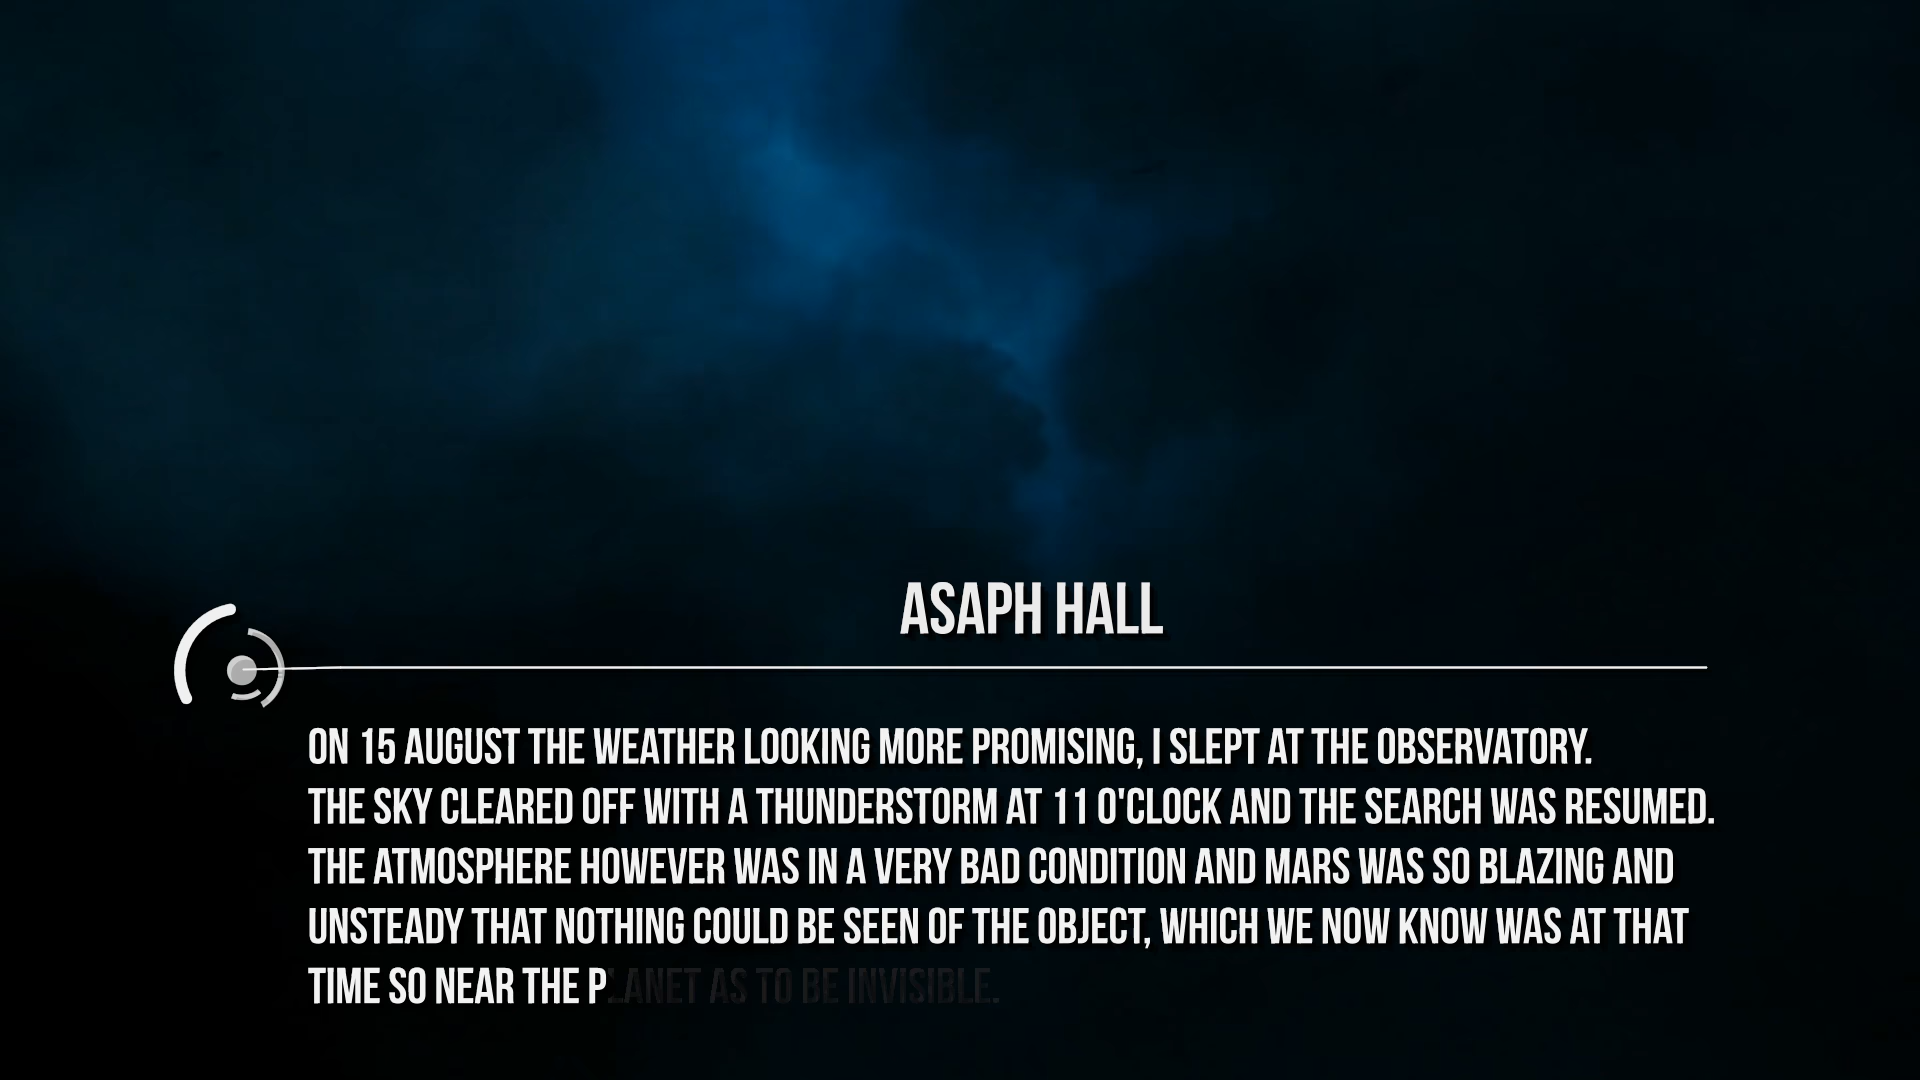 ASAPH HALL
ON 15 AUGUST THE WEATHER LOOKING MORE PROMISING, I SLEPT AT THE OBSERVATORY.
THE SKY CLEARED OFF WITH A THUNDERSTORM AT 11 O'CLOCK AND THE SEARCH WAS RESUMED.
THE ATMOSPHERE HOWEVER WAS IN A VERY BAD CONDITION AND MARS WAS SO BLAZING AND
UNSTEADY THAT NOTHING COULD BE SEEN OF THE OBJECT, WHICH WE NOW KNOW WAS AT THAT
TIME SO NEAR THE PLANET AS TO BE INVISIBLE.